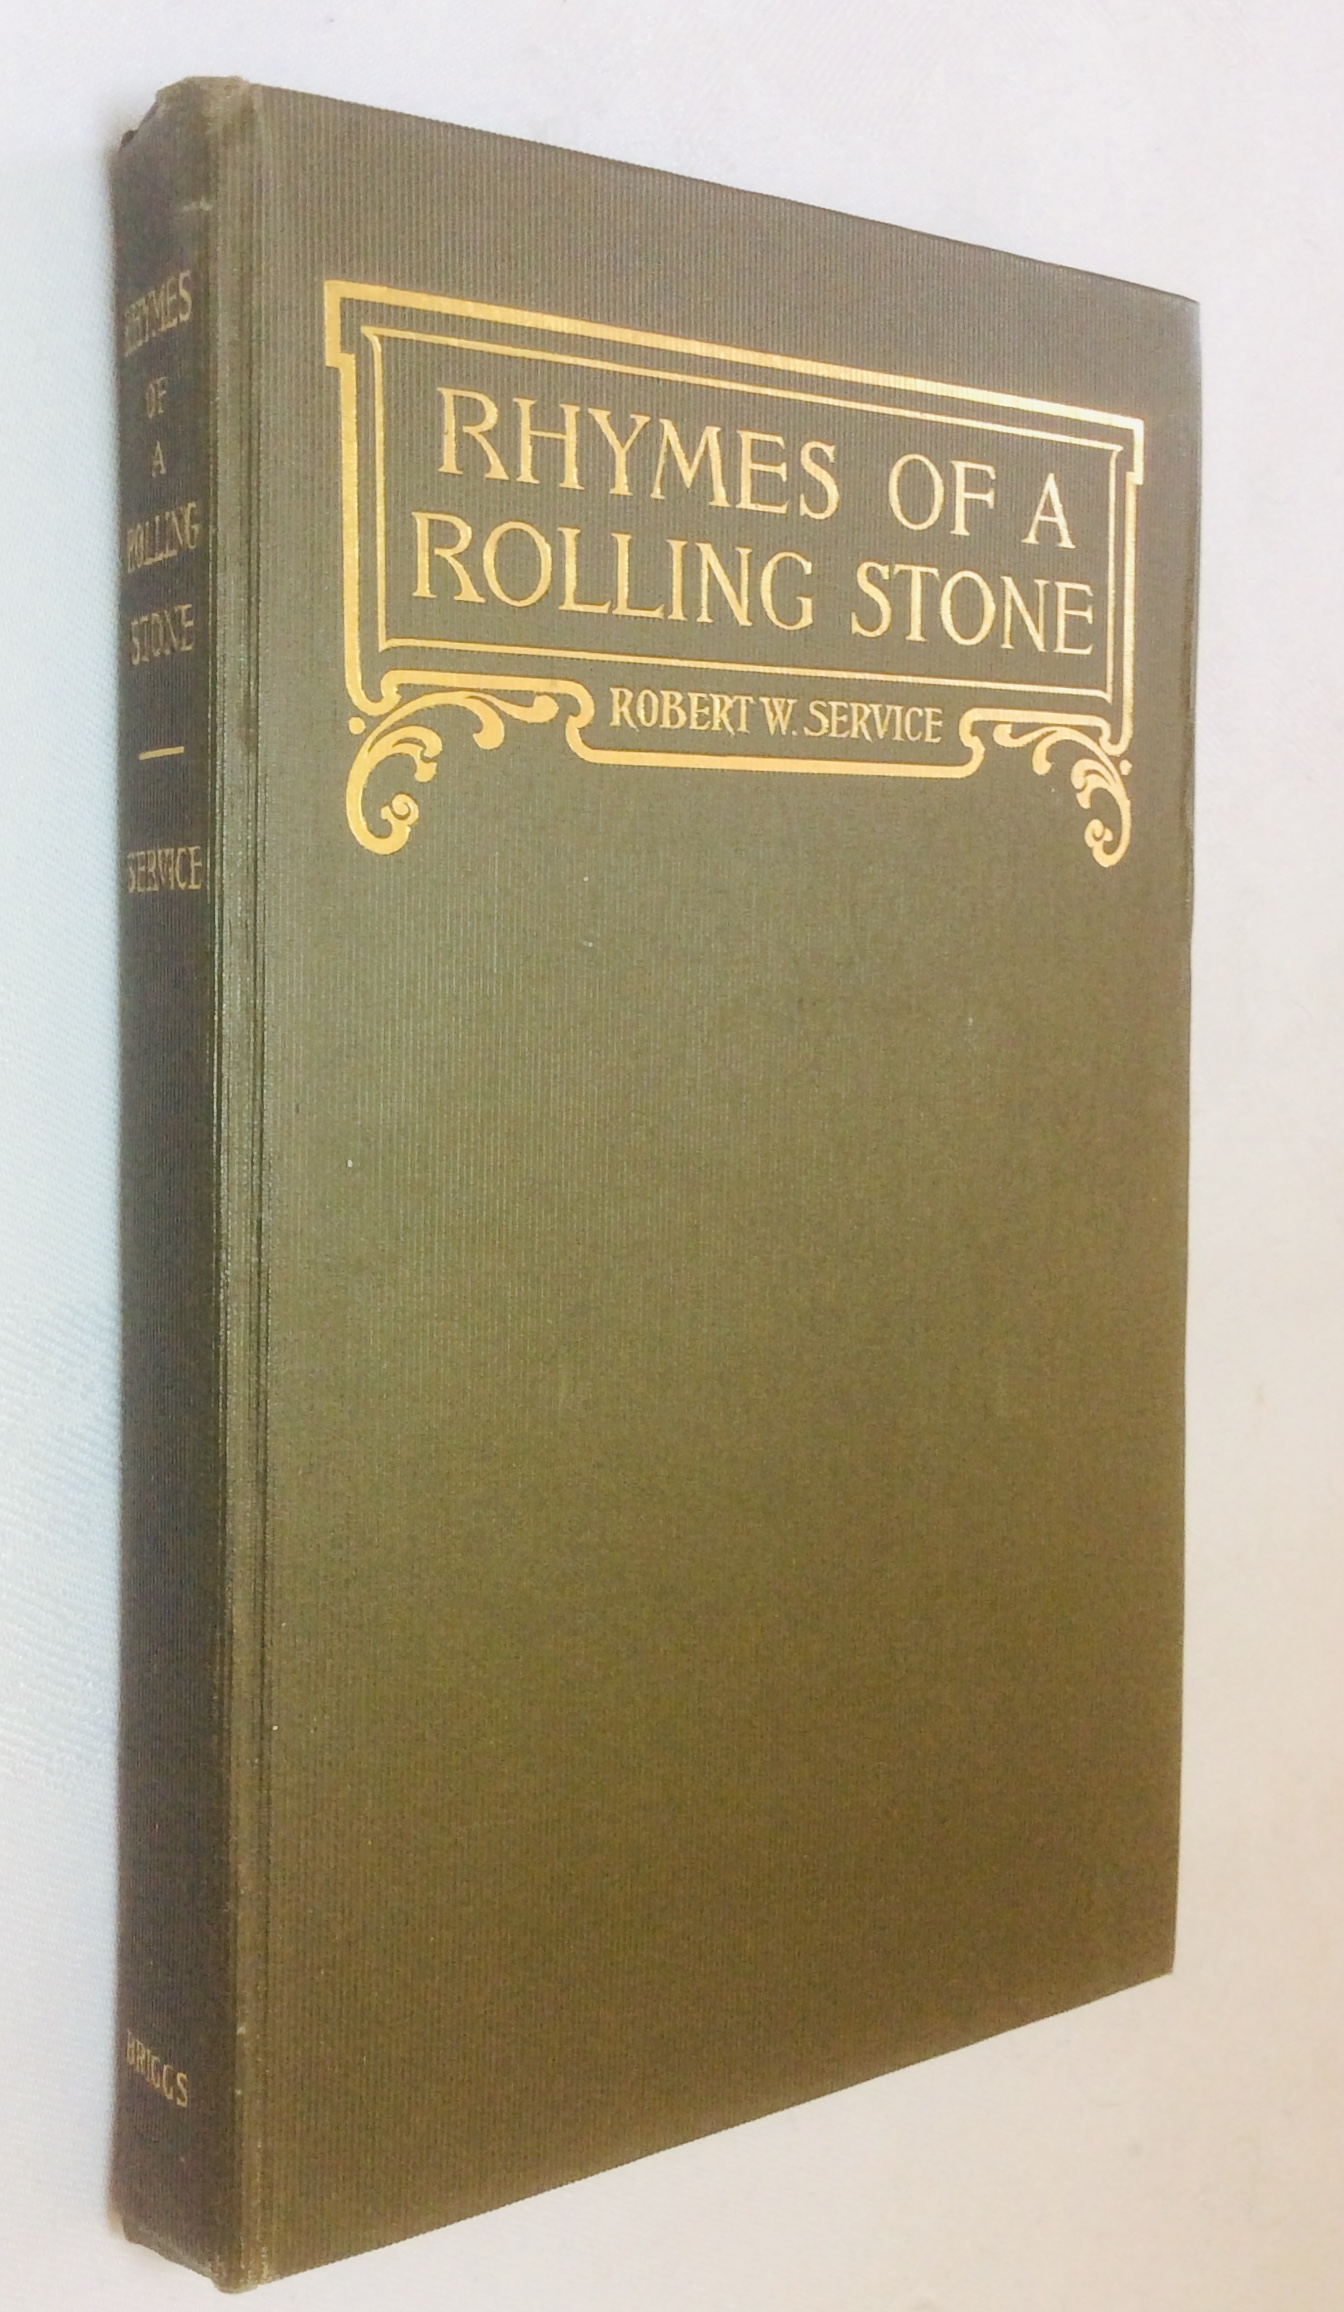 RHYMES
OF
A
ROLLING
STONE
SERVICE
BRIGGS
RHYMES OF A
ROLLING STONE
ROBERT W. SERVICE